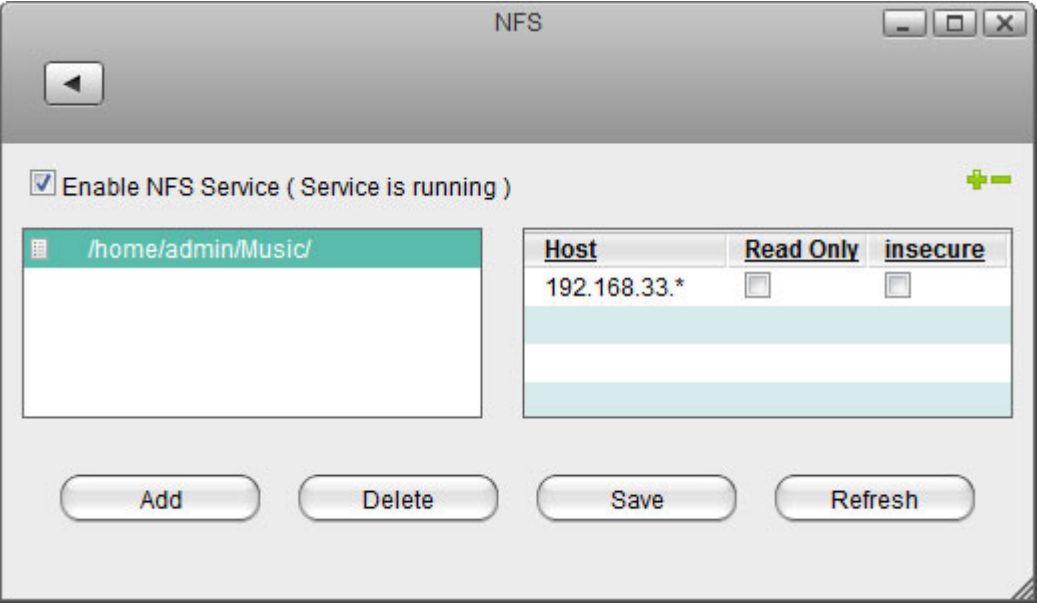 NFS
Enable NFS Service ( Service is running )
/home/admin/Music/
Host Read Only insecure
192.168.33.*
Add Delete Save Refresh